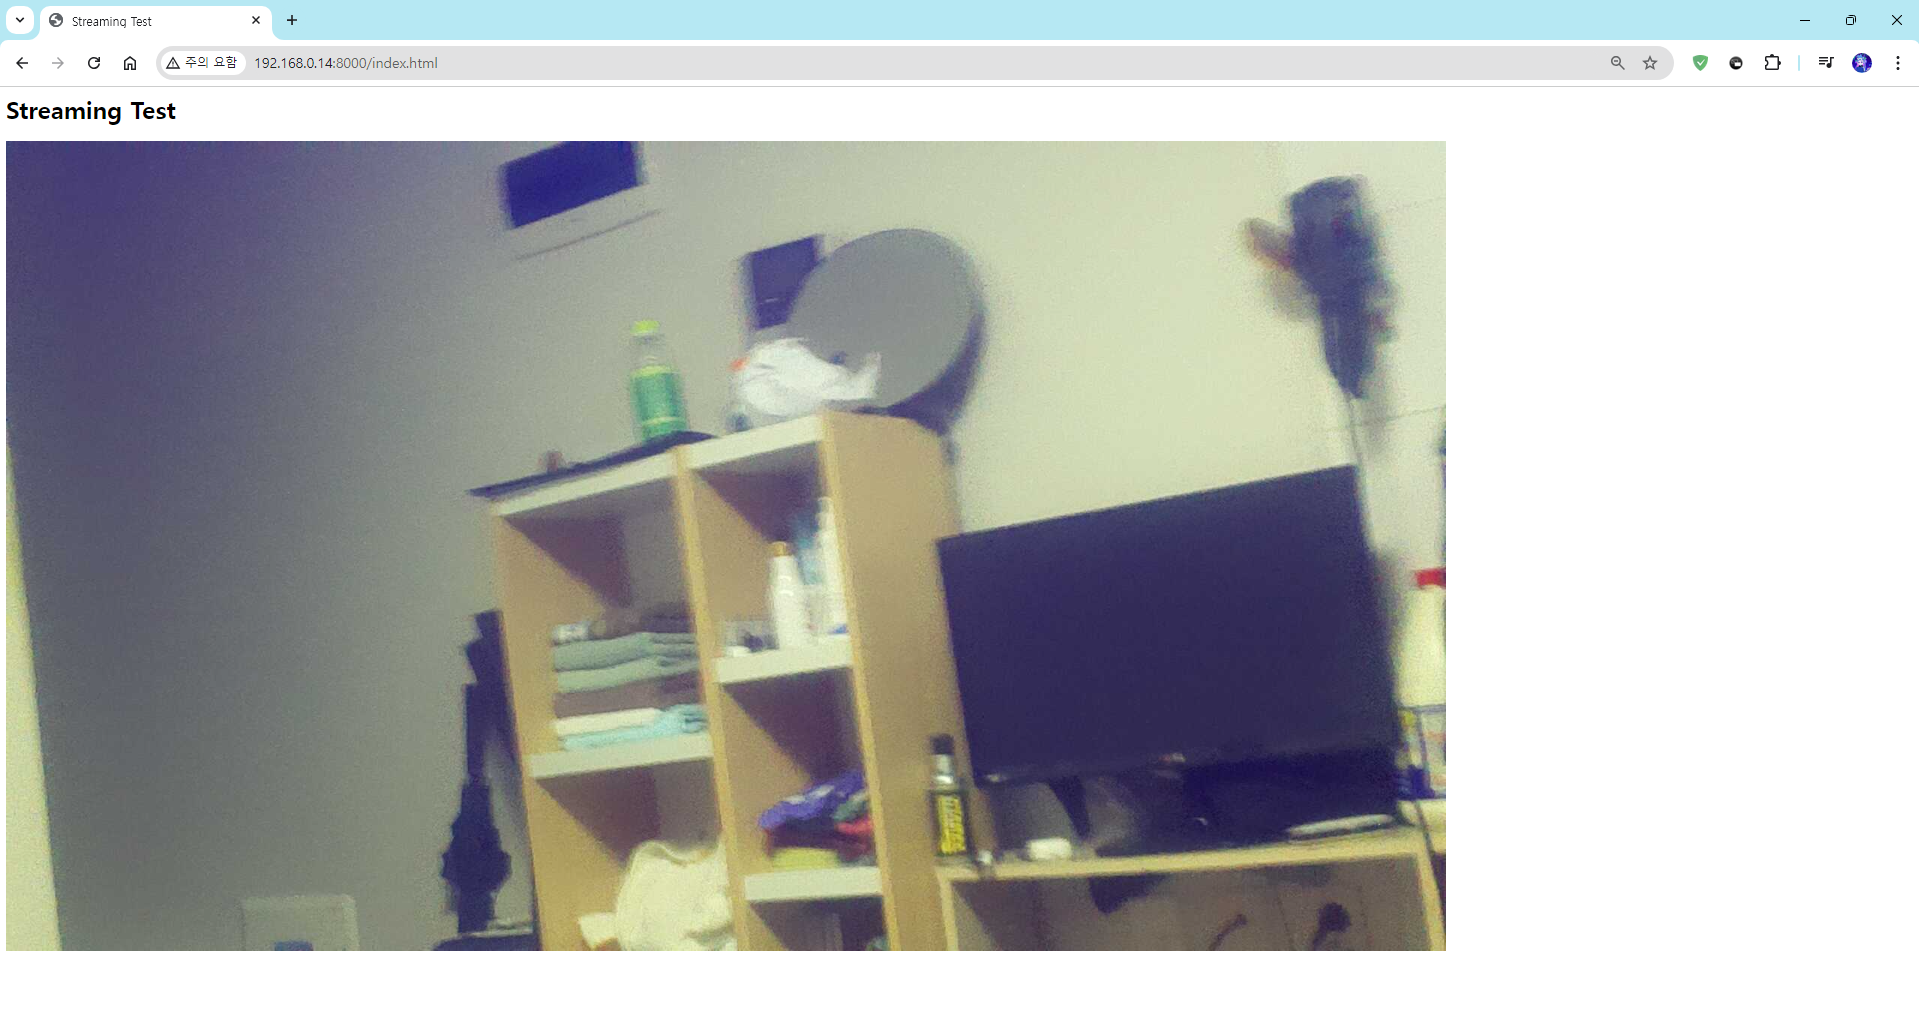 Streaming Test
주의 요함
192.168.0.14:8000/index.html
Streaming Test